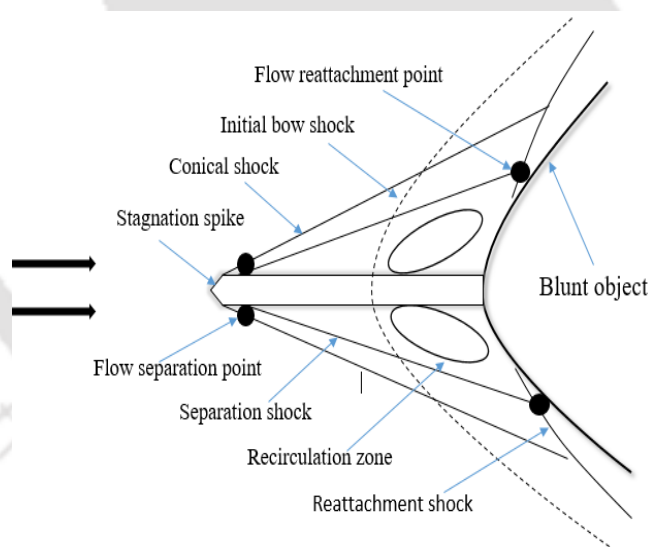 Flow reattachment point
Initial bow shock
Conical shock
Stagnation spike
Blunt object
Flow separation point
Separation shock
Recirculation zone
Reattachment shock